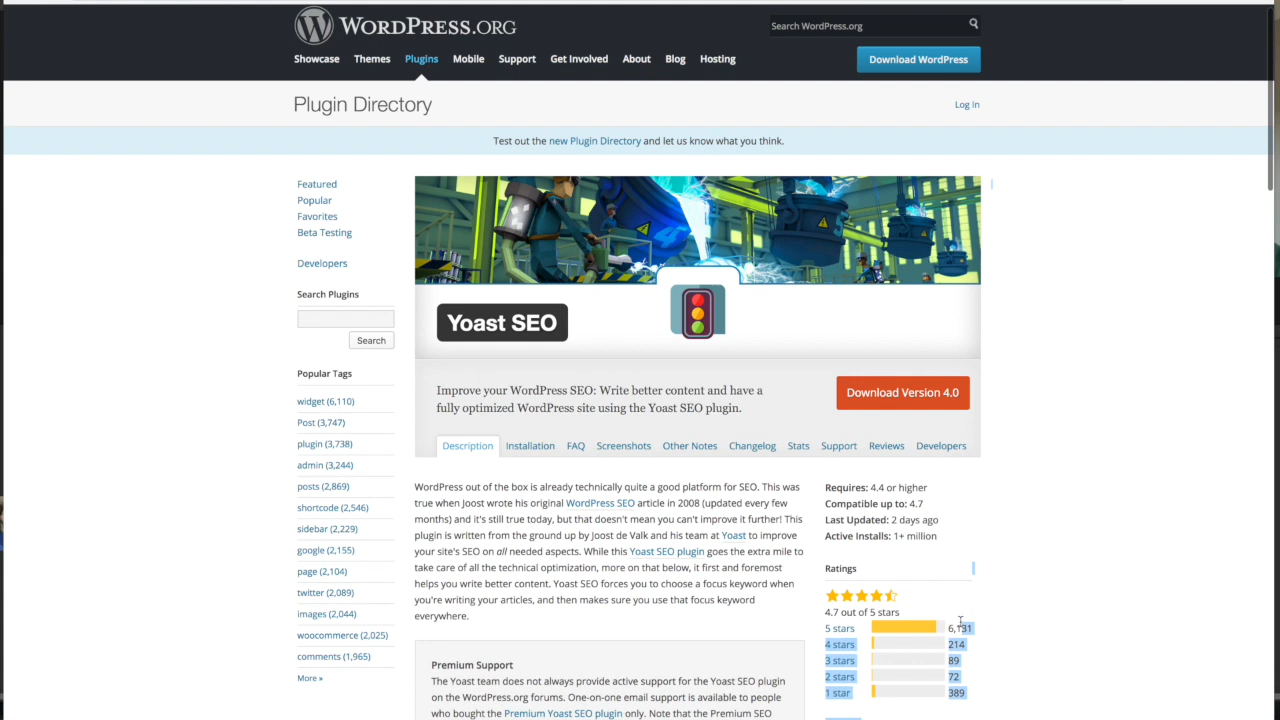 WORDPRESS.ORG
Search WordPress.org
Showcase Themes Plugins Mobile Support Get Involved About Blog Hosting
Download WordPress
Plugin Directory
Log In
Test out the new Plugin Directory and let us know what you think.
Featured
Popular
Favorites
Beta Testing
Developers
Search Plugins
Search
Popular Tags
widget (6,110)
Post (3,747)
plugin (3,738)
admin (3,244)
posts (2,869)
shortcode (2,546)
sidebar (2,229)
google (2,155)
page (2,104)
twitter (2,089)
images (2,044)
woocommerce (2,025)
comments (1,965)
More »
Yoast SEO
Improve your WordPress SEO: Write better content and have a
fully optimized WordPress site using the Yoast SEO plugin.
Download Version 4.0
Description Installation FAQ Screenshots Other Notes Changelog Stats Support Reviews Developers
WordPress out of the box is already technically quite a good platform for SEO. This was
true when Joost wrote his original WordPress SEO article in 2008 (updated every few
months) and it's still true today, but that doesn't mean you can't improve it further! This
plugin is written from the ground up by Joost de Valk and his team at Yoast to improve
your site's SEO on all needed aspects. While this Yoast SEO plugin goes the extra mile to
take care of all the technical optimization, more on that below, it first and foremost
helps you write better content. Yoast SEO forces you to choose a focus keyword when
you're writing your articles, and then makes sure you use that focus keyword
everywhere.
Premium Support
The Yoast team does not always provide active support for the Yoast SEO plugin
on the WordPress.org forums. One-on-one email support is available to people
who bought the Premium Yoast SEO plugin only. Note that the Premium SEO
Requires: 4.4 or higher
Compatible up to: 4.7
Last Updated: 2 days ago
Active Installs: 1+ million
Ratings
4.7 out of 5 stars
5 stars 6,131
4 stars 214
3 stars 89
2 stars 72
1 star 389